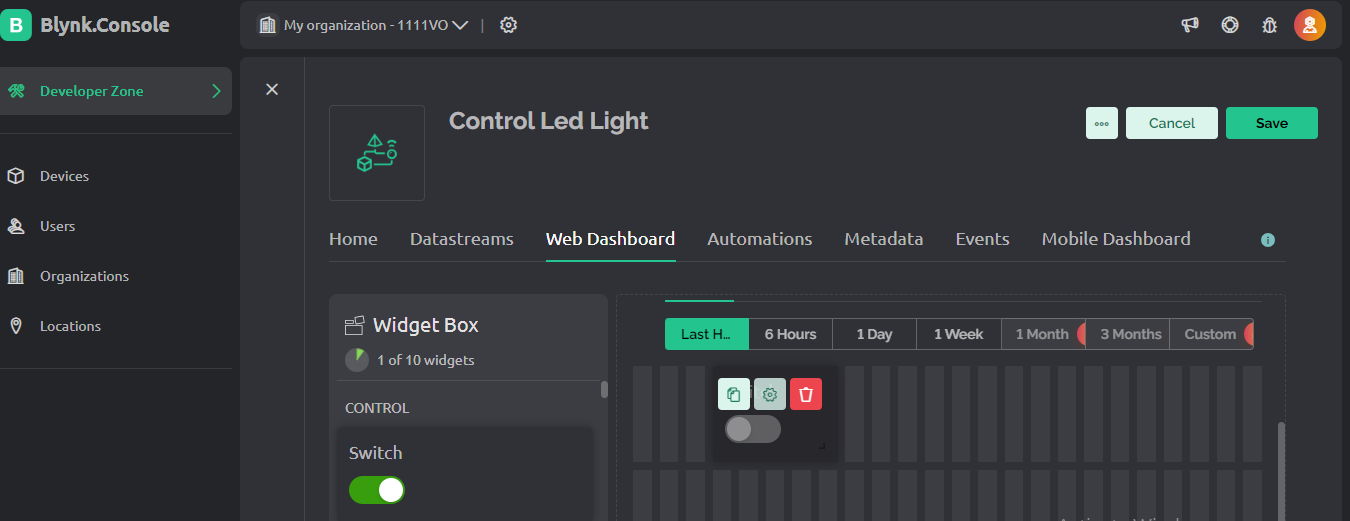 B Blynk.Console
My organization - 1111VO |
Developer Zone
Devices
Users
Organizations
Locations
Control Led Light
Cancel
Save
Home Datastreams Web Dashboard Automations Metadata Events Mobile Dashboard
Widget Box
1 of 10 widgets
CONTROL
Switch
Last H... 6 Hours 1 Day 1 Week 1 Month 3 Months Custom